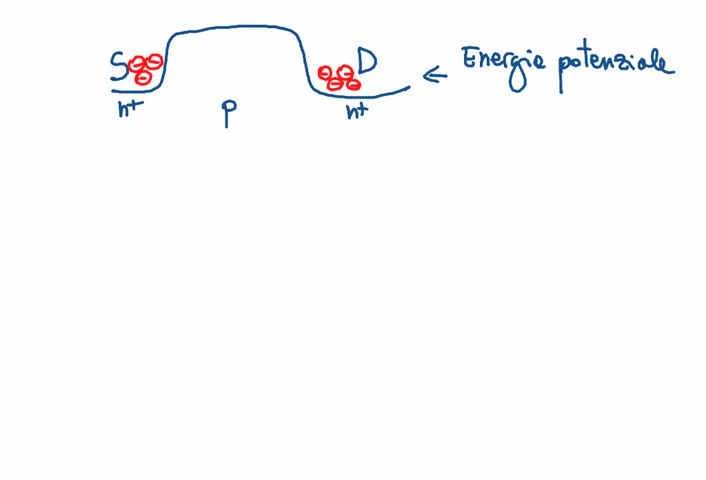 S D ← Energia potenziale
n+ p n+